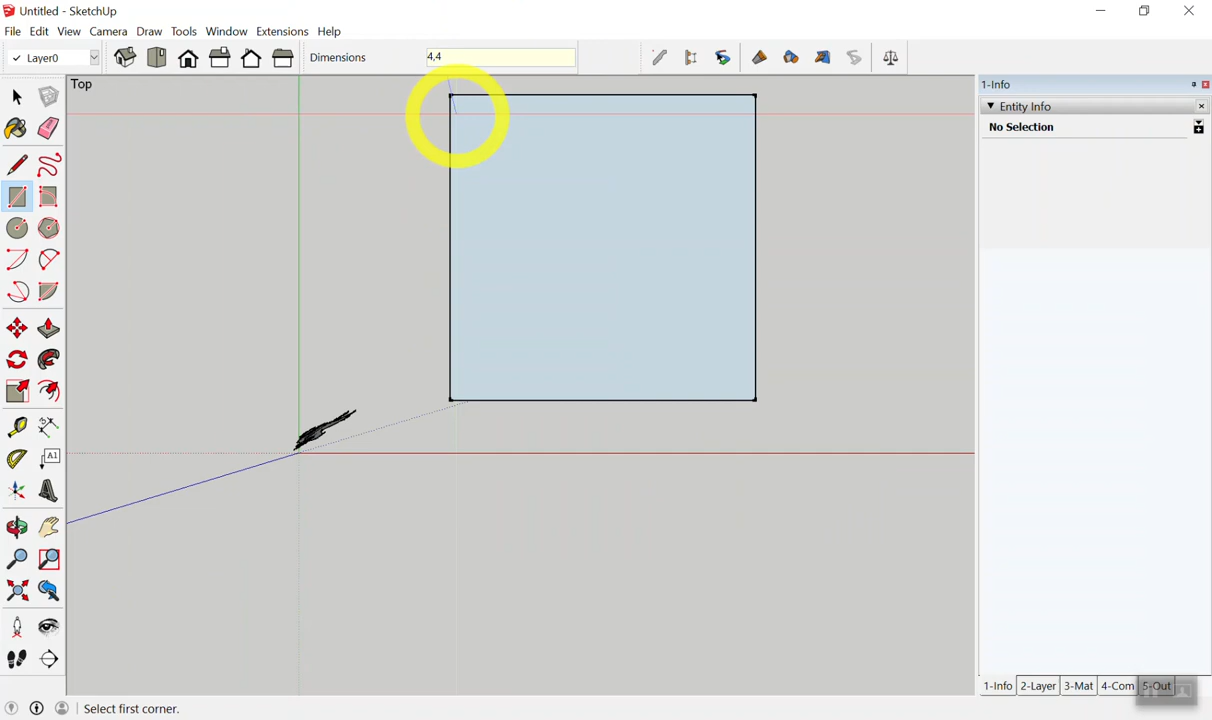 Untitled - SketchUp
File Edit View Camera Draw Tools Window Extensions Help
Layer0
Dimensions
4,4
Top
1-Info
Entity Info
No Selection
A1
1-Info 2-Layer 3-Mat 4-Com 5-Out
Select first corner.